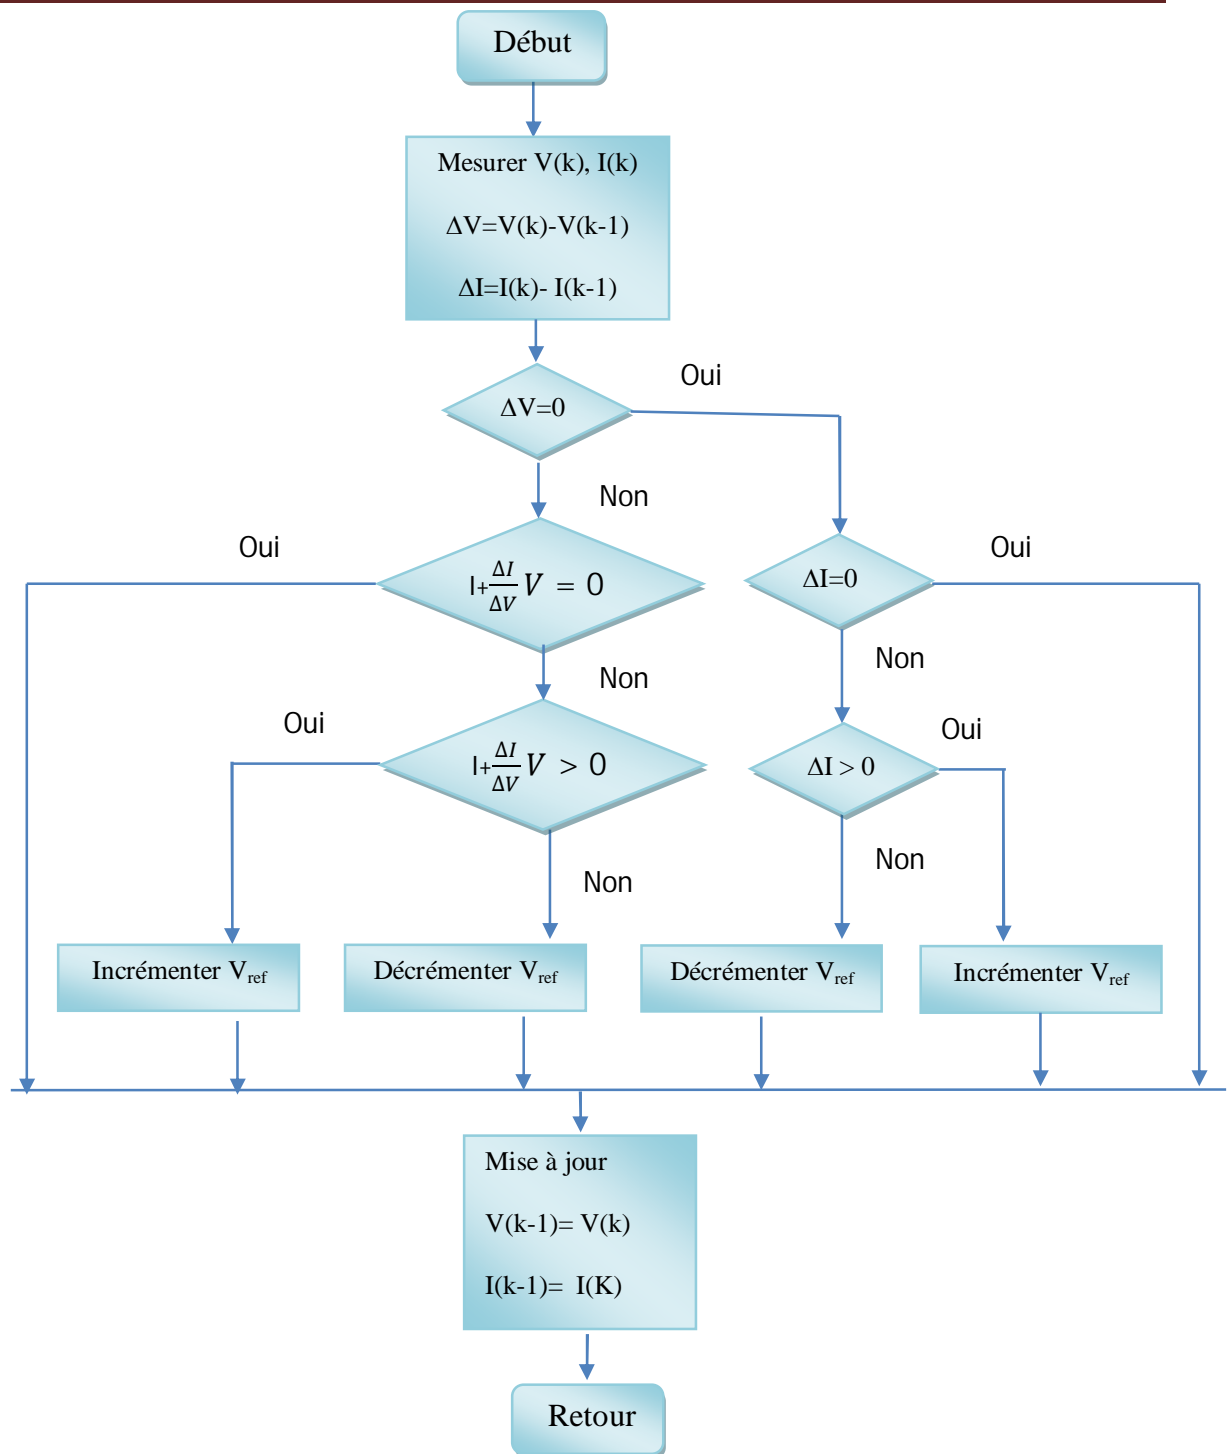 Début
Mesurer V(k), I(k)
ΔV=V(k)-V(k-1)
ΔI=I(k)- I(k-1)
Oui
ΔV=0
Non
Oui
Oui
I+ΔI/ΔV V = 0
ΔI=0
Non
Non
Oui
Oui
I+ΔI/ΔV V > 0
ΔI > 0
Non
Non
Incrémenter Vref
Décrémenter Vref
Décrémenter Vref
Incrémenter Vref
Mise à jour
V(k-1)= V(k)
I(k-1)= I(K)
Retour